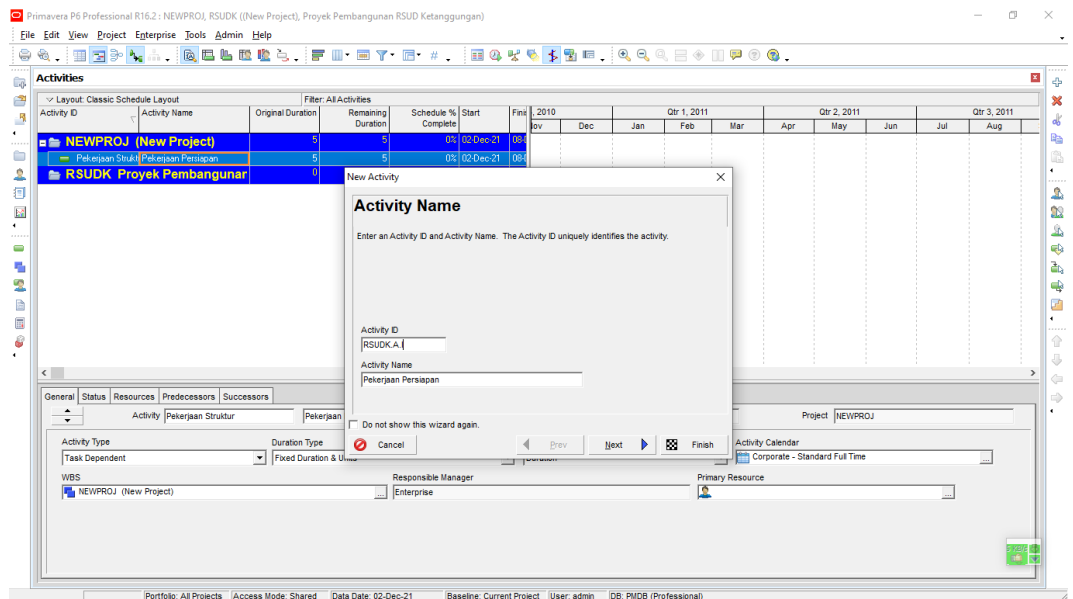 Primavera P6 Professional R16.2 : NEWPROJ, RSUDK ((New Project), Proyek Pembangunan RSUD Ketanggungan)
File Edit View Project Enterprise Tools Admin Help
Activities
Layout: Classic Schedule Layout Filter: All Activities
Activity ID Activity Name Original Duration Remaining Duration Schedule % Complete Start Fini , 2010 Qtr 1, 2011 Qtr 2, 2011 Qtr 3, 2011
Dec Jan Feb Mar Apr May Jun Jul Aug
NEWPROJ (New Project) 5 5 0% 02-Dec-21
Pekerjaan Strukt Pekerjaan Persiapan 5 5 0% 02-Dec-21
RSUDK Proyek Pembangunan 0
New Activity
Activity Name
Enter an Activity ID and Activity Name. The Activity ID uniquely identifies the activity.
Activity ID
RSUDK.A.I
Activity Name
Pekerjaan Persiapan
Do not show this wizard again.
Cancel Prev Next Finish
General Status Resources Predecessors Successors
Activity Pekerjaan Struktur Pekerjaan Project NEWPROJ
Activity Type Duration Type Activity Calendar
Task Dependent Fixed Duration & Units Duration Corporate - Standard Full Time
WBS Responsible Manager Primary Resource
NEWPROJ (New Project) Enterprise
Portfolio: All Projects Access Mode: Shared Data Date: 02-Dec-21 Baseline: Current Project User: admin DB: PMDB (Professional)